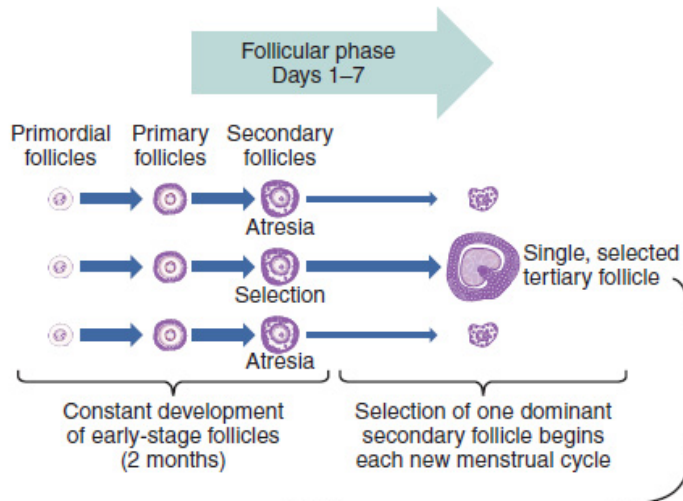 Follicular phase
Days 1–7
Primordial
follicles
Primary
follicles
Secondary
follicles
Atresia
Selection
Single, selected
tertiary follicle
Atresia
Constant development
of early-stage follicles
(2 months)
Selection of one dominant
secondary follicle begins
each new menstrual cycle